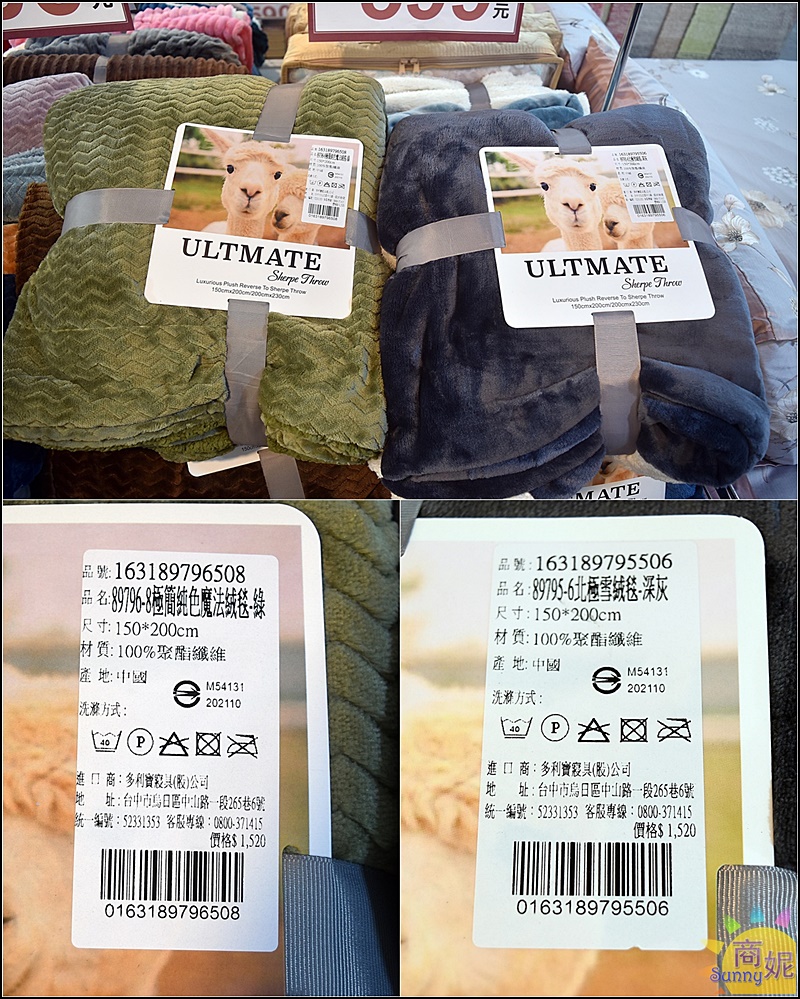 元
元
ULTMATE
Sherpe Throw
Luxurious Plush Reverse To Sherpe Throw
150cmx200cm/200cmx230cm
163189796508
0163189796508
ULTMATE
Sherpe Throw
Luxurious Plush Reverse To Sherpe Throw
150cmx200cm/200cmx230cm
163189795506
MATE
品 號: 163189796508
品 名: 89796-8極簡純色魔法絨毯-綠
尺 寸: 150*200cm
材 質: 100%聚酯纖維
產 地: 中國
M54131
202110
洗滌方式:
40
P
進 口 商：多利寶寢具(股)公司
地 址：台中市烏日區中山路一段265巷6號
統一編號：52331353 客服專線：0800-371415
價格$ 1,520
0163189796508
品 號: 163189795506
品 名: 89795-6北極雪絨毯-深灰
尺 寸: 150*200cm
材 質: 100%聚酯纖維
產 地: 中國
M54131
202110
洗滌方式:
40
P
進 口 商：多利寶寢具(股)公司
地 址：台中市烏日區中山路一段265巷6號
統一編號：52331353 客服專線：0800-371415
價格$ 1,520
0163189795506
商妮
Sunny